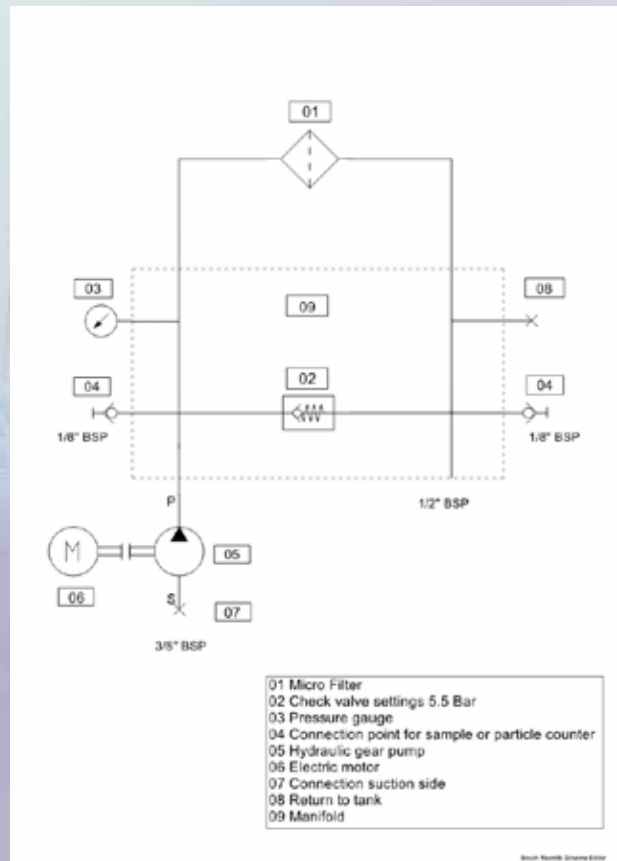 01
03
09
08
04
02
04
1/8" BSP
1/8" BSP
P
1/2" BSP
M
05
06
S
07
3/8" BSP
01 Micro Filter
02 Check valve settings 5.5 Bar
03 Pressure gauge
04 Connection point for sample or particle counter
05 Hydraulic gear pump
06 Electric motor
07 Connection suction side
08 Return to tank
09 Manifold